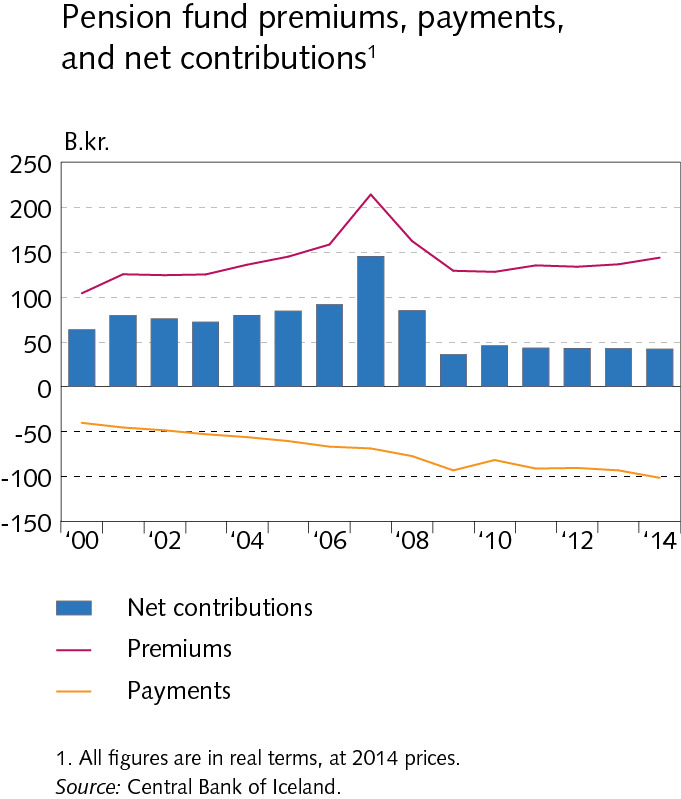 Pension fund premiums, payments,
and net contributions¹
B.kr.
250
200
150
100
50
0
-50
-100
-150
‘00 ‘02 ‘04 ‘06 ‘08 ‘10 ‘12 ‘14
Net contributions
Premiums
Payments
1. All figures are in real terms, at 2014 prices.
Source: Central Bank of Iceland.